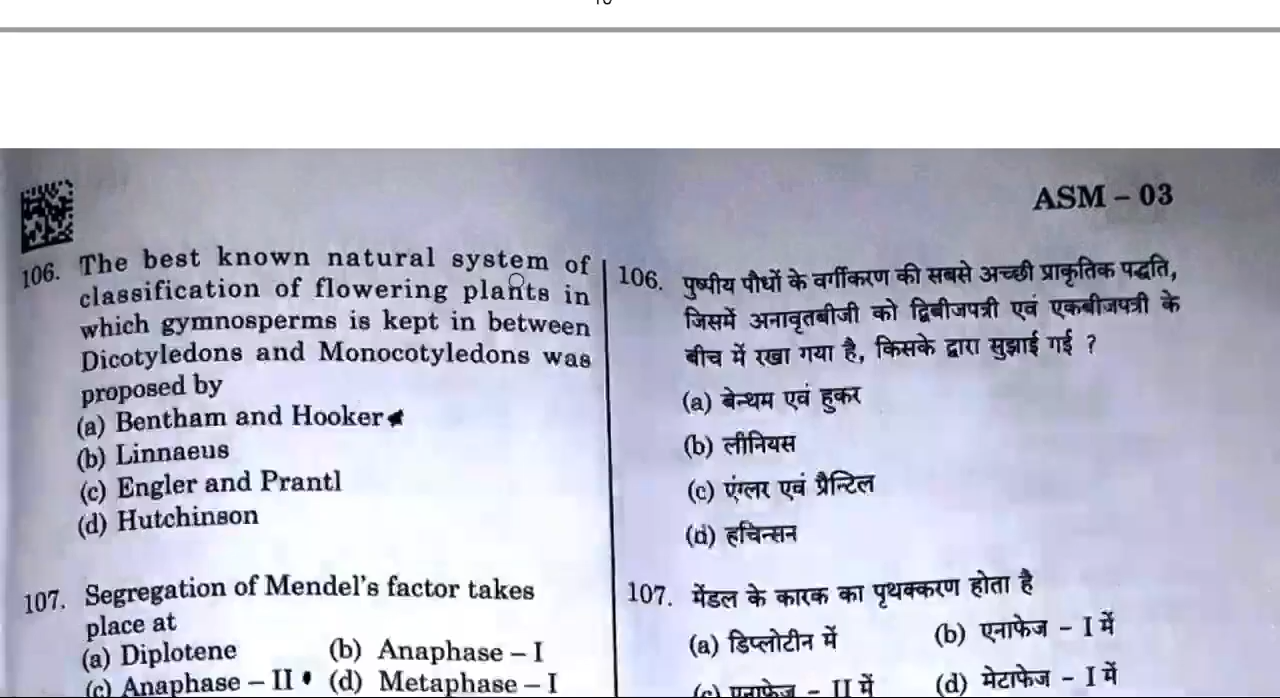 ASM – 03
106. The best known natural system of
classification of flowering plants in
which gymnosperms is kept in between
Dicotyledons and Monocotyledons was
proposed by
(a) Bentham and Hooker
(b) Linnaeus
(c) Engler and Prantl
(d) Hutchinson
107. Segregation of Mendel's factor takes
place at
(a) Diplotene (b) Anaphase – I
(c) Anaphase – II (d) Metaphase – I
106. पुष्पीय पौधों के वर्गीकरण की सबसे अच्छी प्राकृतिक पद्धति,
जिसमें अनावृतबीजी को द्विबीजपत्री एवं एकबीजपत्री के
बीच में रखा गया है, किसके द्वारा सुझाई गई ?
(a) बेन्थम एवं हुकर
(b) लीनियस
(c) एंग्लर एवं प्रैन्टिल
(d) हचिन्सन
107. मेंडल के कारक का पृथक्करण होता है
(a) डिप्लोटीन में (b) एनाफेज – I में
(c) एनाफेज – II में (d) मेटाफेज – I में